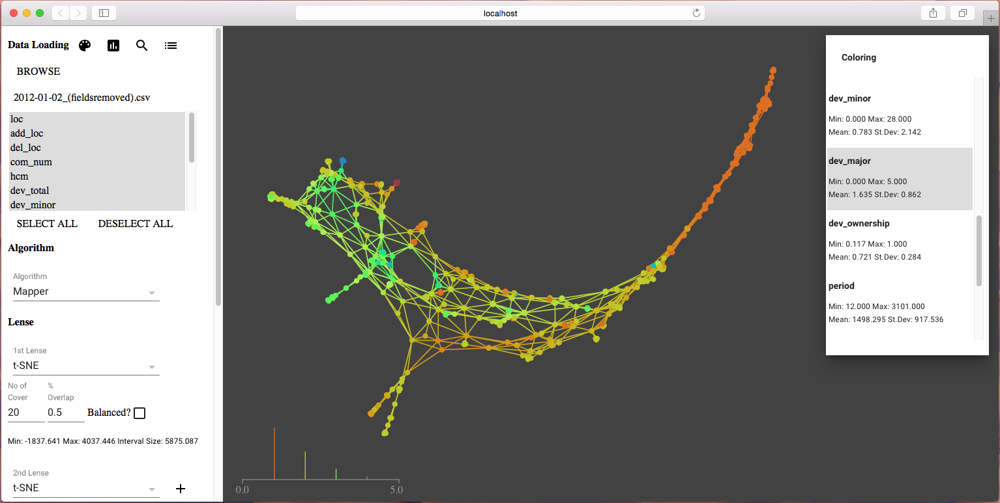 localhost
Data Loading
BROWSE
2012-01-02_(fieldsremoved).csv
loc
add_loc
del_loc
com_num
hcm
dev_total
dev_minor
SELECT ALL DESELECT ALL
Algorithm
Algorithm
Mapper
Lense
1st Lense
t-SNE
No of Cover % Overlap
20 0.5 Balanced?
Min: -1837.641 Max: 4037.446 Interval Size: 5875.087
2nd Lense
t-SNE
0.0 5.0
Coloring
dev_minor
Min: 0.000 Max: 28.000
Mean: 0.783 St.Dev: 2.142
dev_major
Min: 0.000 Max: 5.000
Mean: 1.635 St.Dev: 0.862
dev_ownership
Min: 0.117 Max: 1.000
Mean: 0.721 St.Dev: 0.284
period
Min: 12.000 Max: 3101.000
Mean: 1498.295 St.Dev: 917.536